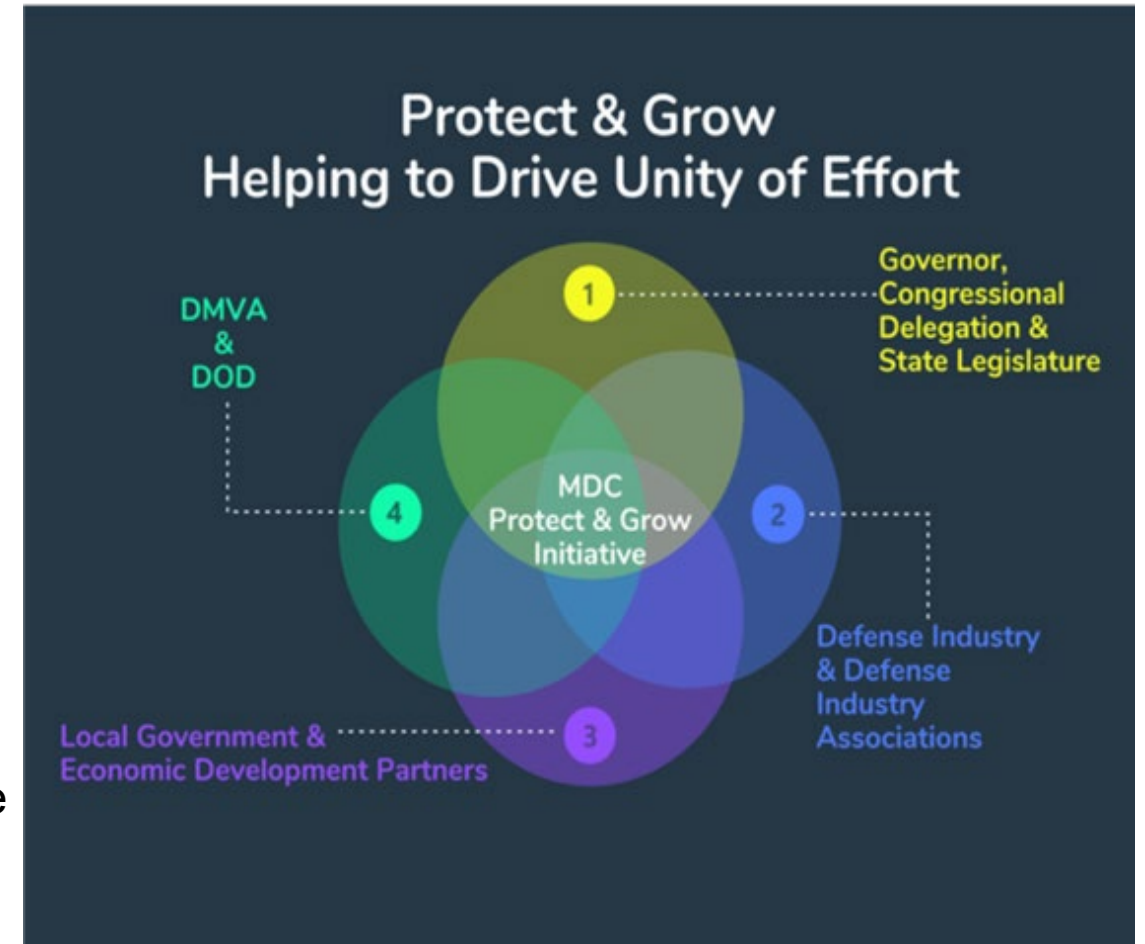 Protect & Grow
Helping to Drive Unity of Effort
1
Governor,
Congressional
Delegation &
State Legislature
DMVA
&
DOD
4
MDC
Protect & Grow
Initiative
2
Defense Industry
& Defense
Industry
Associations
3
Local Government &
Economic Development Partners
e